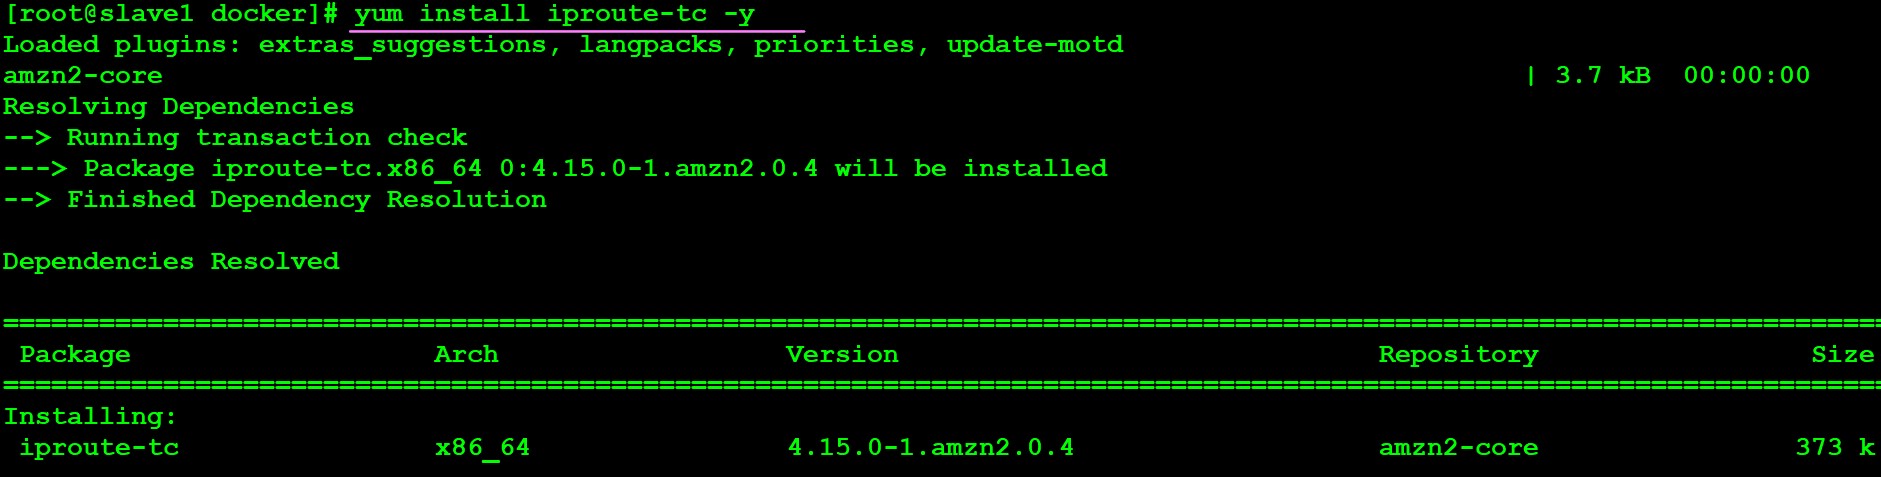 [root@slave1 docker]# yum install iproute-tc -y
Loaded plugins: extras_suggestions, langpacks, priorities, update-motd
amzn2-core | 3.7 kB 00:00:00
Resolving Dependencies
--> Running transaction check
---> Package iproute-tc.x86_64 0:4.15.0-1.amzn2.0.4 will be installed
--> Finished Dependency Resolution
Dependencies Resolved
================================================================================
Package Arch Version Repository Size
================================================================================
Installing:
iproute-tc x86_64 4.15.0-1.amzn2.0.4 amzn2-core 373 k